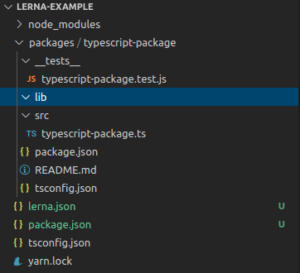 LERNA-EXAMPLE
node_modules
packages / typescript-package
__tests__
JS typescript-package.test.js
lib
src
TS typescript-package.ts
{} package.json
README.md
{} tsconfig.json
{} lerna.json U
{} package.json U
{} tsconfig.json
yarn.lock